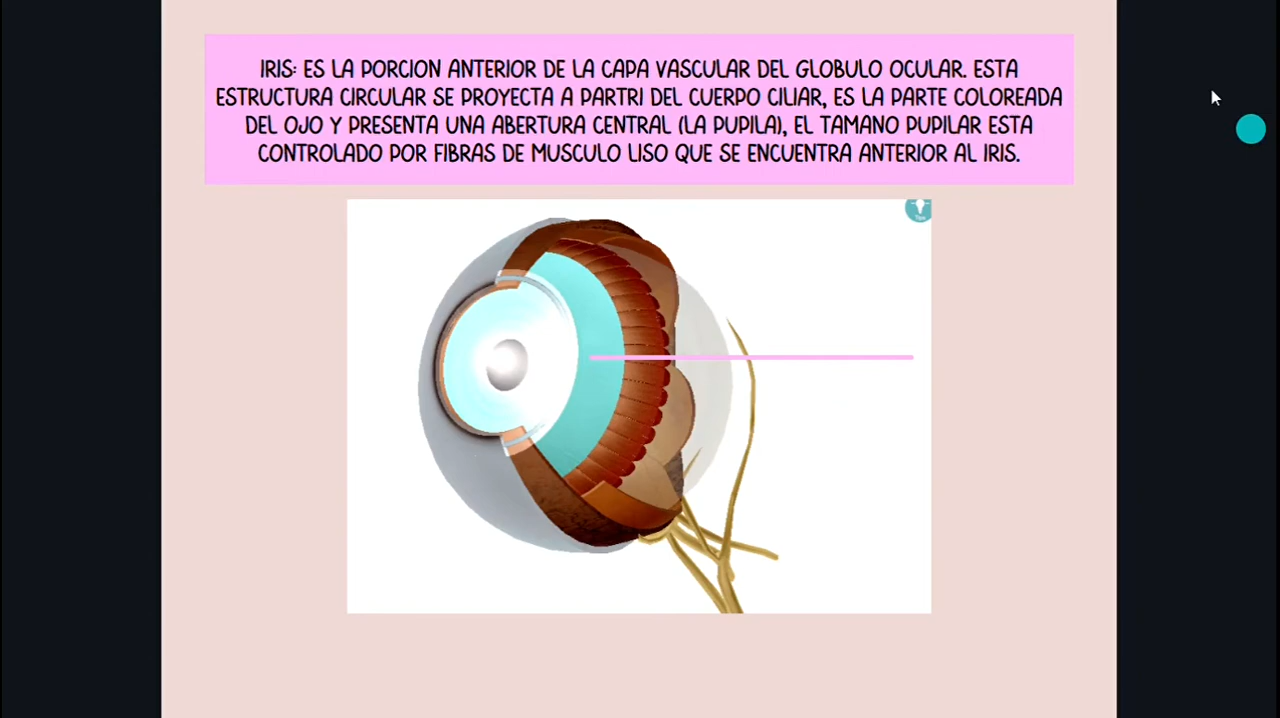 IRIS: ES LA PORCION ANTERIOR DE LA CAPA VASCULAR DEL GLOBULO OCULAR. ESTA
ESTRUCTURA CIRCULAR SE PROYECTA A PARTRI DEL CUERPO CILIAR, ES LA PARTE COLOREADA
DEL OJO Y PRESENTA UNA ABERTURA CENTRAL (LA PUPILA), EL TAMANO PUPILAR ESTA
CONTROLADO POR FIBRAS DE MUSCULO LISO QUE SE ENCUENTRA ANTERIOR AL IRIS.